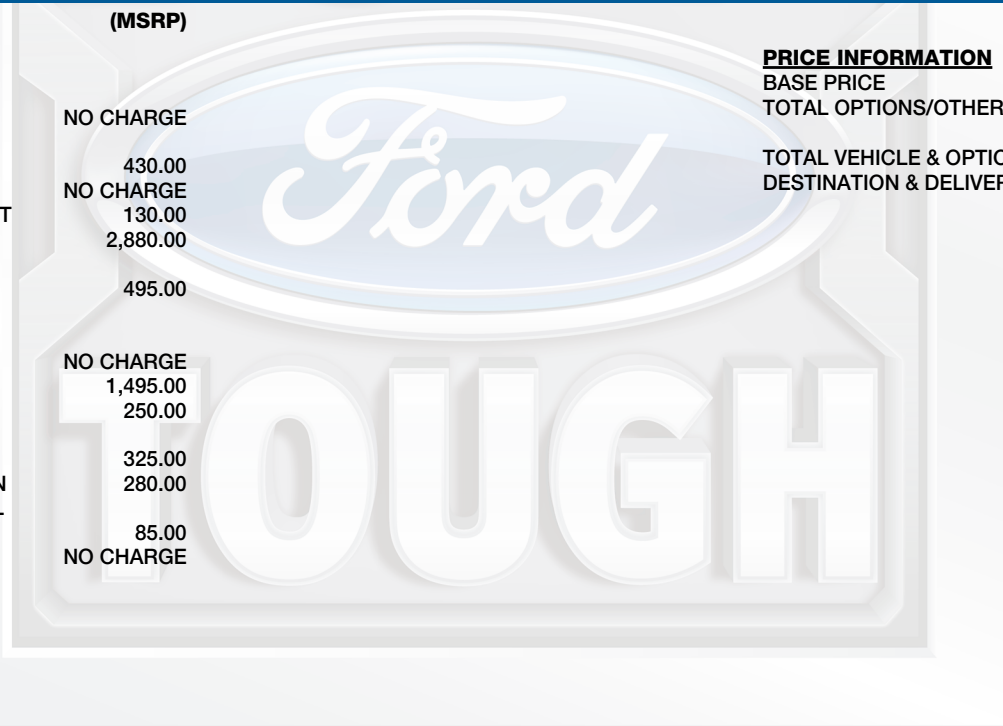 (MSRP)
PRICE INFORMATION
BASE PRICE
TOTAL OPTIONS/OTHER
NO CHARGE
TOTAL VEHICLE & OPTIO
430.00
DESTINATION & DELIVER
NO CHARGE
T 130.00
2,880.00
495.00
NO CHARGE
1,495.00
250.00
325.00
N 280.00
L
85.00
NO CHARGE
Ford
TOUGH